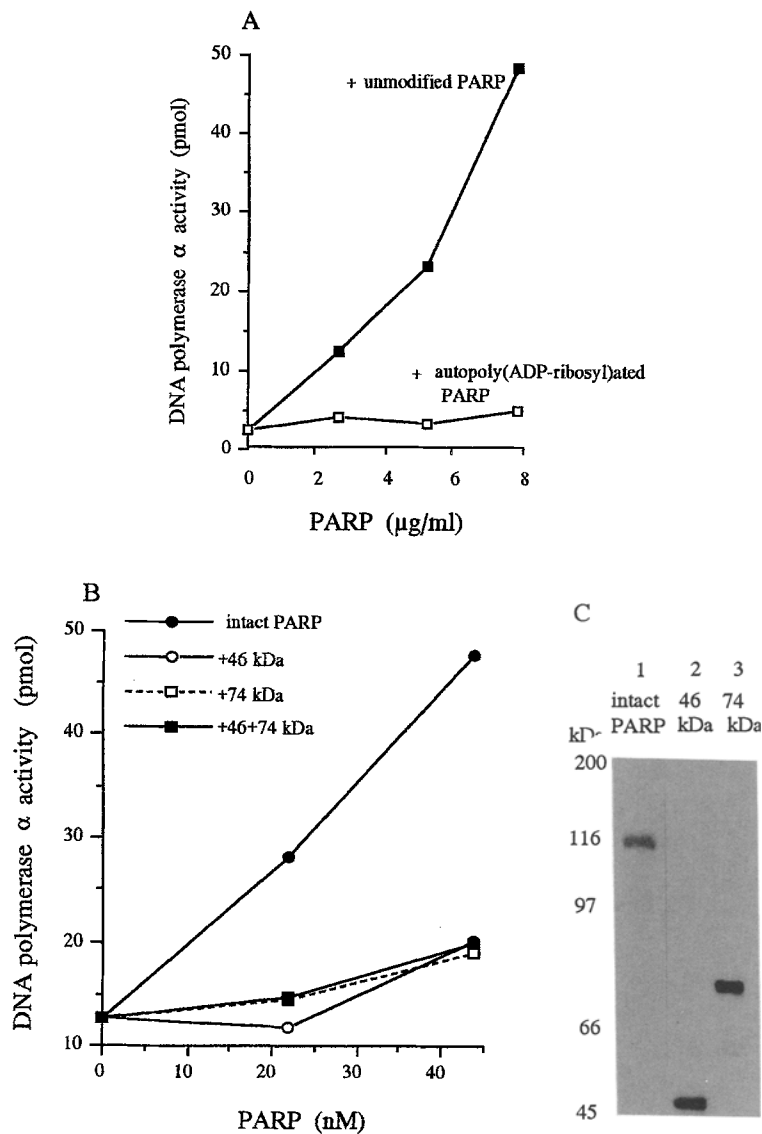 A
50
40
30
20
10
0
DNA polymerase α activity (pmol)
+ unmodified PARP
+ autopoly(ADP-ribosyl)ated
PARP
0 2 4 6 8
PARP (µg/ml)
B
50
40
30
20
10
DNA polymerase α activity (pmol)
intact PARP
+46 kDa
+74 kDa
+46+74 kDa
0 10 20 30 40
PARP (nM)
C
1 2 3
intact 46 74
PARP kDa kDa
200
116
97
66
45